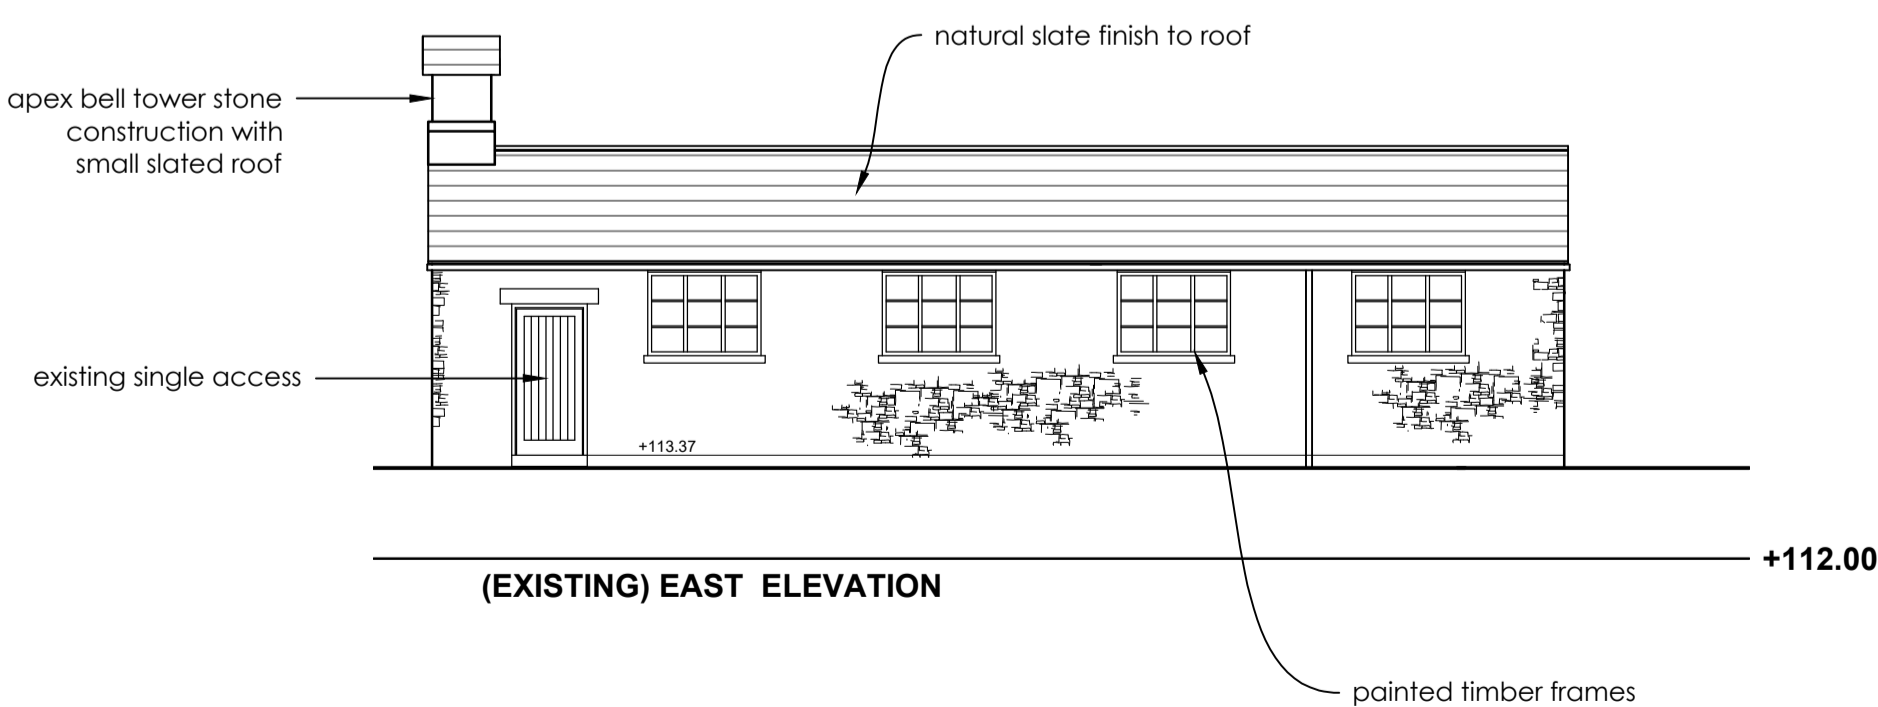 natural slate finish to roof
apex bell tower stone
construction with
small slated roof
existing single access
+113.37
+112.00
(EXISTING) EAST  ELEVATION
painted timber frames